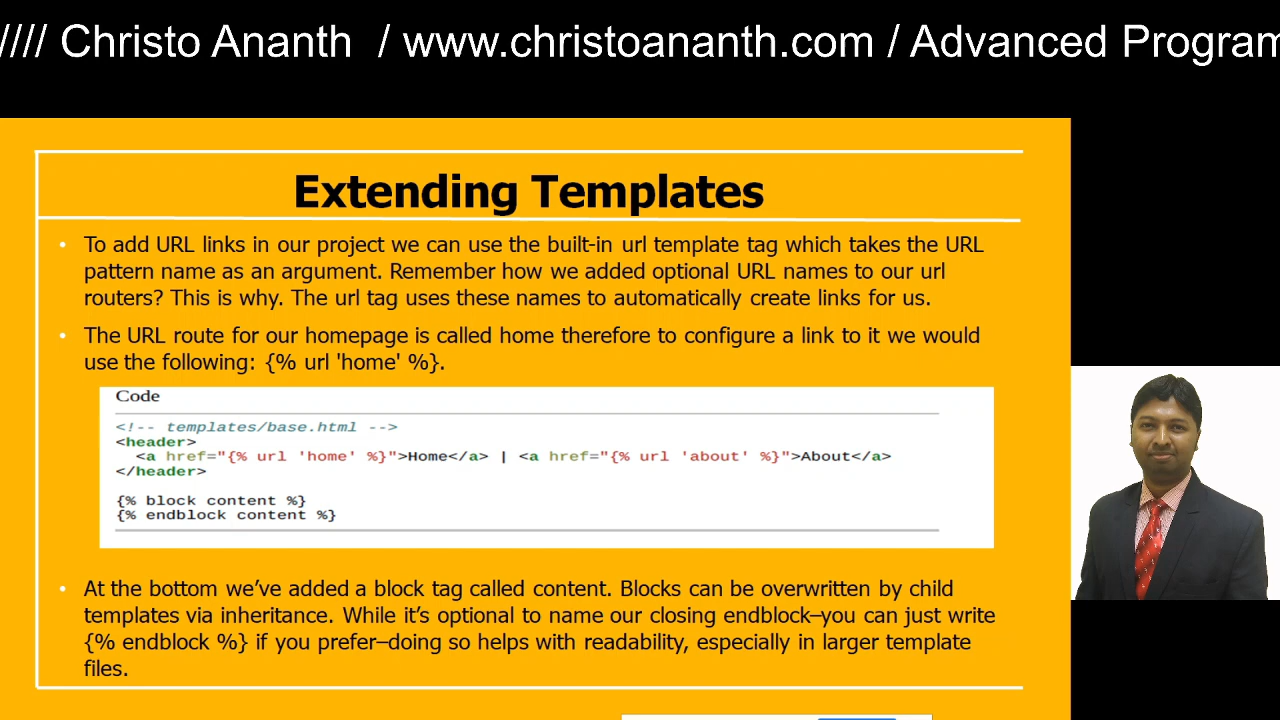 //// Christo Ananth / www.christoananth.com / Advanced Program
Extending Templates
• To add URL links in our project we can use the built-in url template tag which takes the URL
pattern name as an argument. Remember how we added optional URL names to our url
routers? This is why. The url tag uses these names to automatically create links for us.
• The URL route for our homepage is called home therefore to configure a link to it we would
use the following: {% url 'home' %}.
Code
<!-- templates/base.html -->
<header>
<a href="{% url 'home' %}">Home</a> | <a href="{% url 'about' %}">About</a>
</header>
{% block content %}
{% endblock content %}
• At the bottom we’ve added a block tag called content. Blocks can be overwritten by child
templates via inheritance. While it’s optional to name our closing endblock–you can just write
{% endblock %} if you prefer–doing so helps with readability, especially in larger template
files.